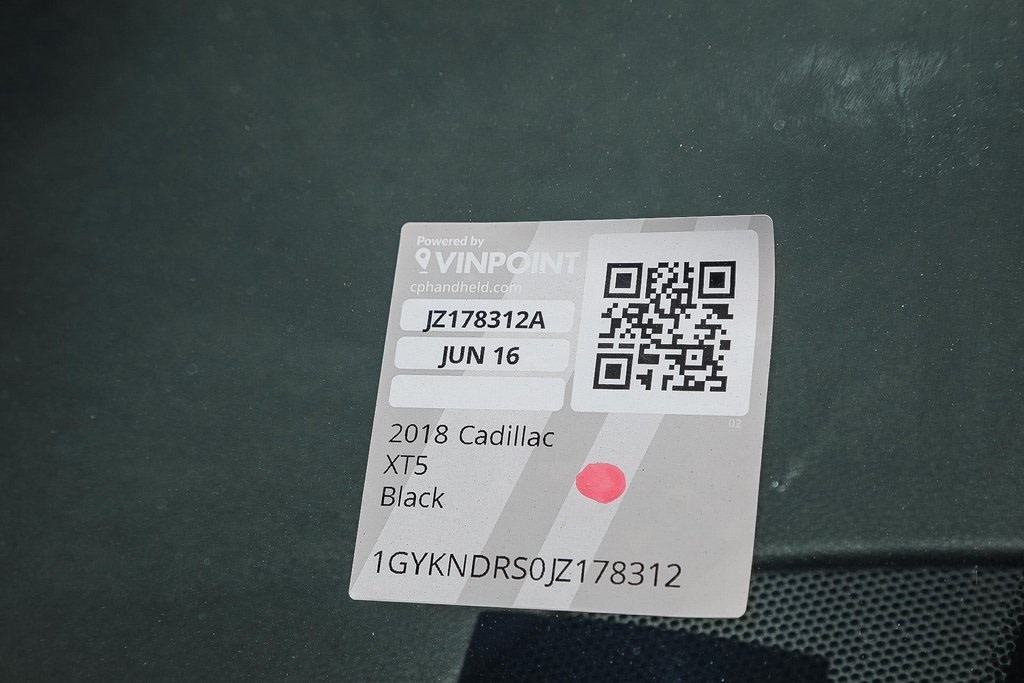 Powered by
VINPOINT
cphandheld.com
JZ178312A
JUN 16
02
2018 Cadillac
XT5
Black
1GYKNDRS0JZ178312